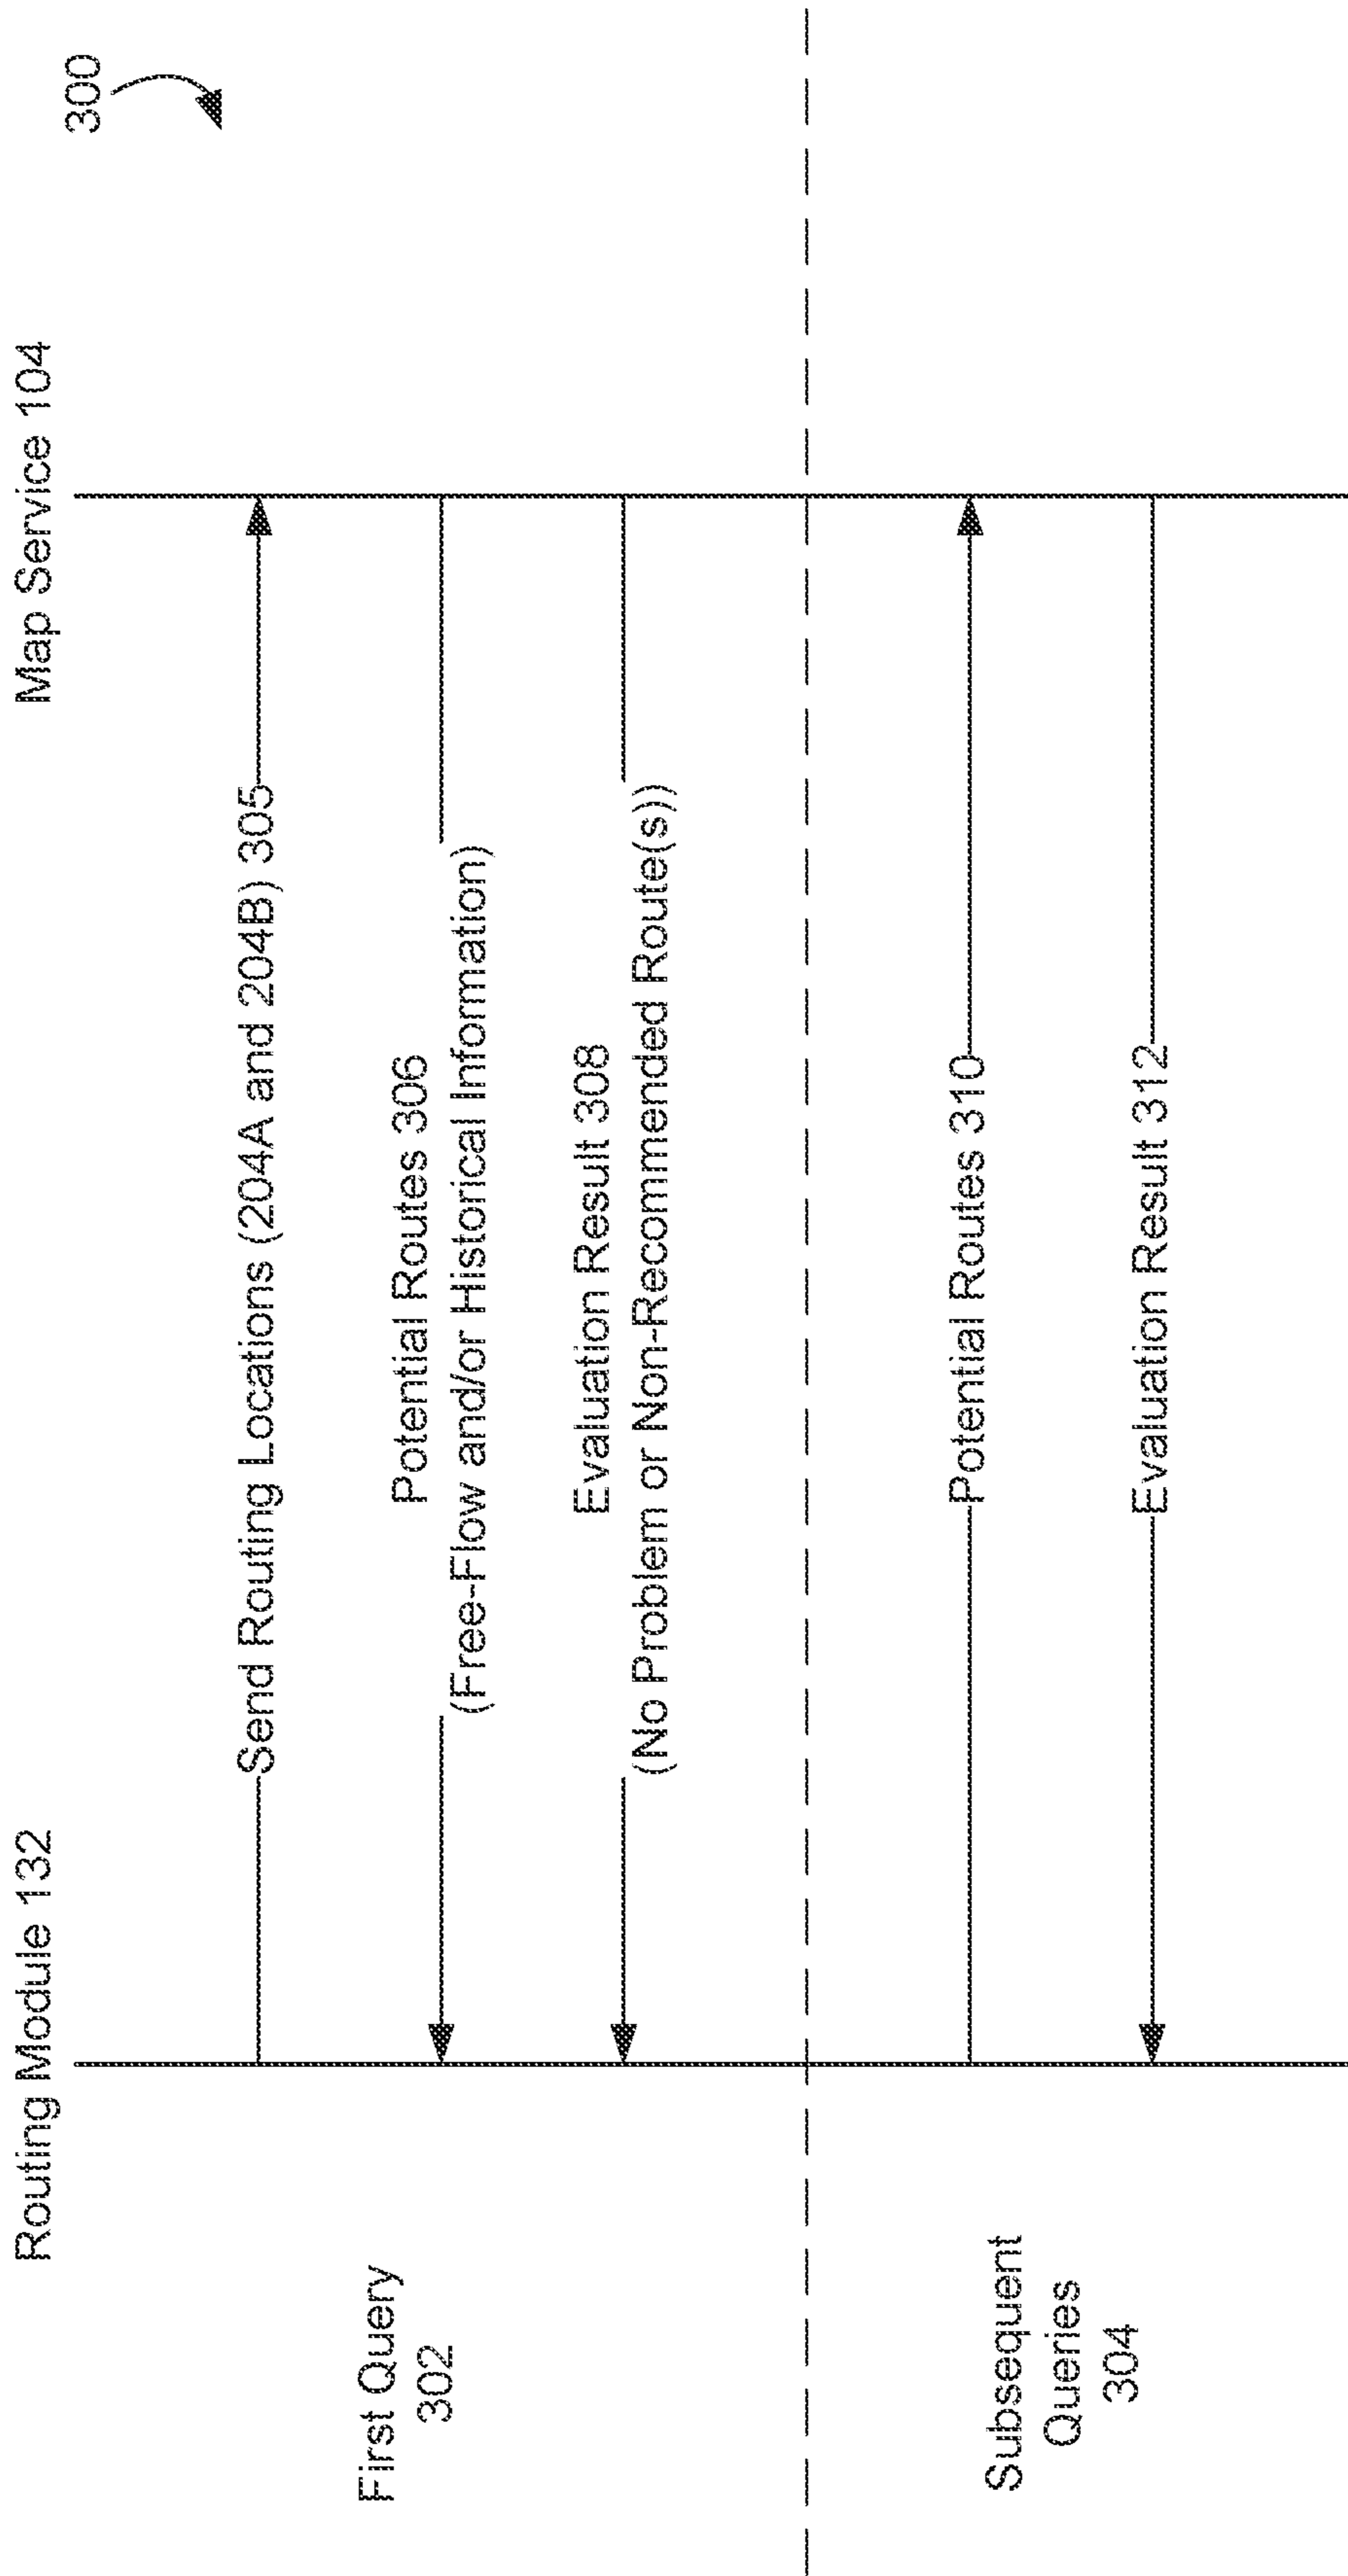 300
Routing Module 132
Map Service 104
First Query
302
Send Routing Locations (204A and 204B) 305
Potential Routes 306
(Free-Flow and/or Historical Information)
Evaluation Result 308
(No Problem or Non-Recommended Route(s))
Subsequent
Queries
304
Potential Routes 310
Evaluation Result 312